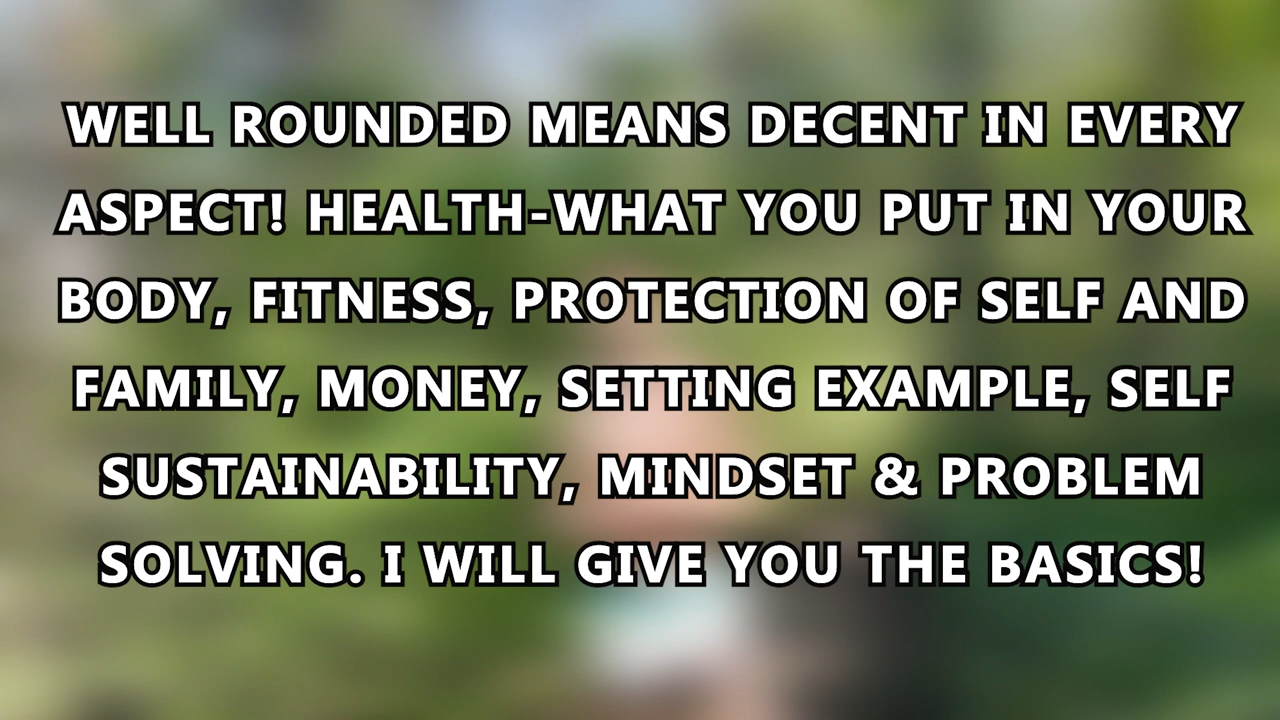 WELL ROUNDED MEANS DECENT IN EVERY
ASPECT! HEALTH-WHAT YOU PUT IN YOUR
BODY, FITNESS, PROTECTION OF SELF AND
FAMILY, MONEY, SETTING EXAMPLE, SELF
SUSTAINABILITY, MINDSET & PROBLEM
SOLVING. I WILL GIVE YOU THE BASICS!